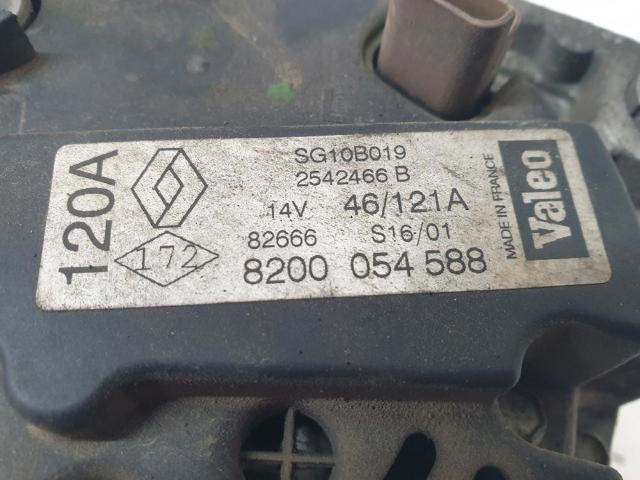 120A
172
SG10B019
2542466 B
14V 46/121A
82666 S16/01
8200 054 588
MADE IN FRANCE
Valeo